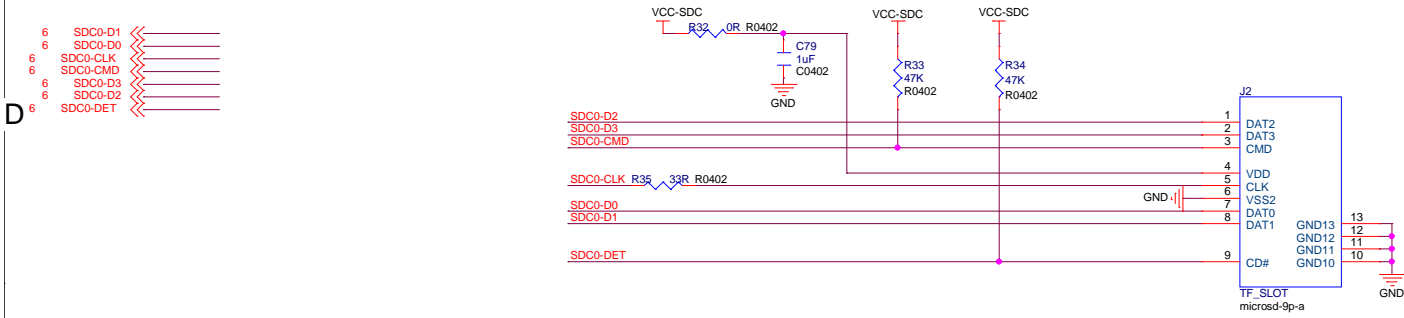 VCC-SDC
R32 0R R0402
VCC-SDC
VCC-SDC
6 SDC0-D1
6 SDC0-D0
6 SDC0-CLK
6 SDC0-CMD
6 SDC0-D3
6 SDC0-D2
6 SDC0-DET
D
C79
1uF
C0402
GND
R33
47K
R0402
R34
47K
R0402
J2
SDC0-D2 1 DAT2
SDC0-D3 2 DAT3
SDC0-CMD 3 CMD
4 VDD
SDC0-CLK R35 33R R0402 5 CLK
GND 6 VSS2
SDC0-D0 7 DAT0
SDC0-D1 8 DAT1
GND13 13
GND12 12
GND11 11
SDC0-DET 9 CD# GND10 10
GND
TF_SLOT
microsd-9p-a